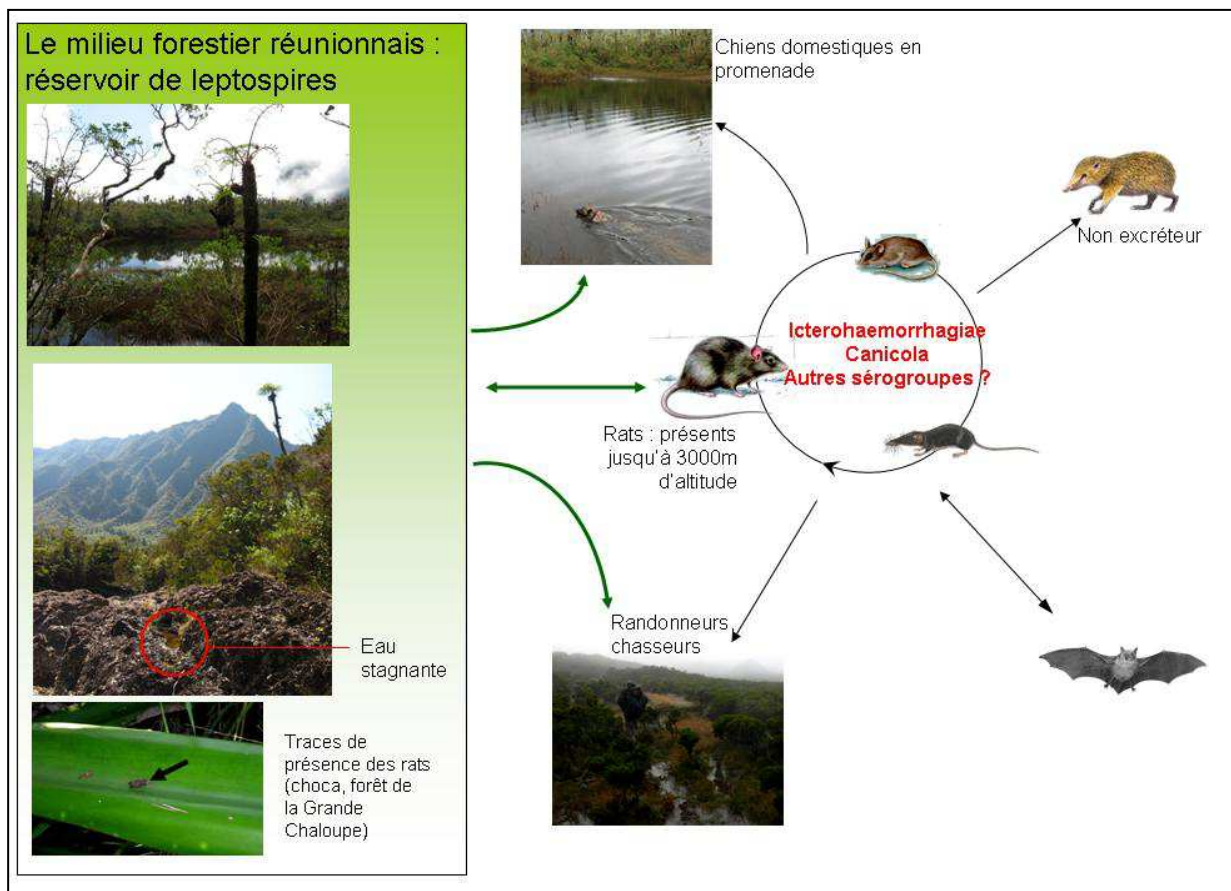 Le milieu forestier réunionnais :
réservoir de leptospires
Eau
stagnante
Traces de
présence des rats
(choca, forêt de
la Grande
Chaloupe)
Chiens domestiques en
promenade
Non excréteur
Icterohaemorrhagiae
Canicola
Autres sérogroupes ?
Rats : présents
jusqu'à 3000m
d'altitude
Randonneurs
chasseurs